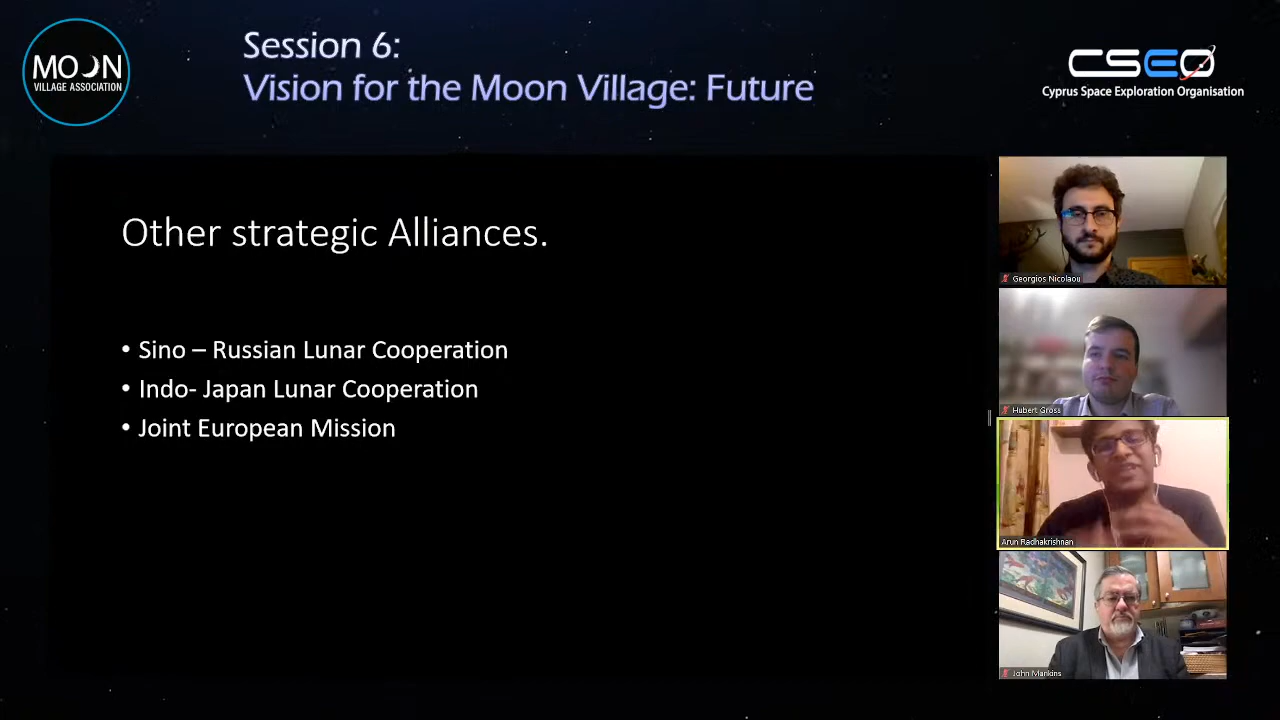 MOON
VILLAGE ASSOCIATION
Session 6:
Vision for the Moon Village: Future
CSEO
Cyprus Space Exploration Organisation
Other strategic Alliances.
• Sino – Russian Lunar Cooperation
• Indo- Japan Lunar Cooperation
• Joint European Mission
Georgios Nicolaou
Hubert Gross
Arun Radhakrishnan
John Mankins